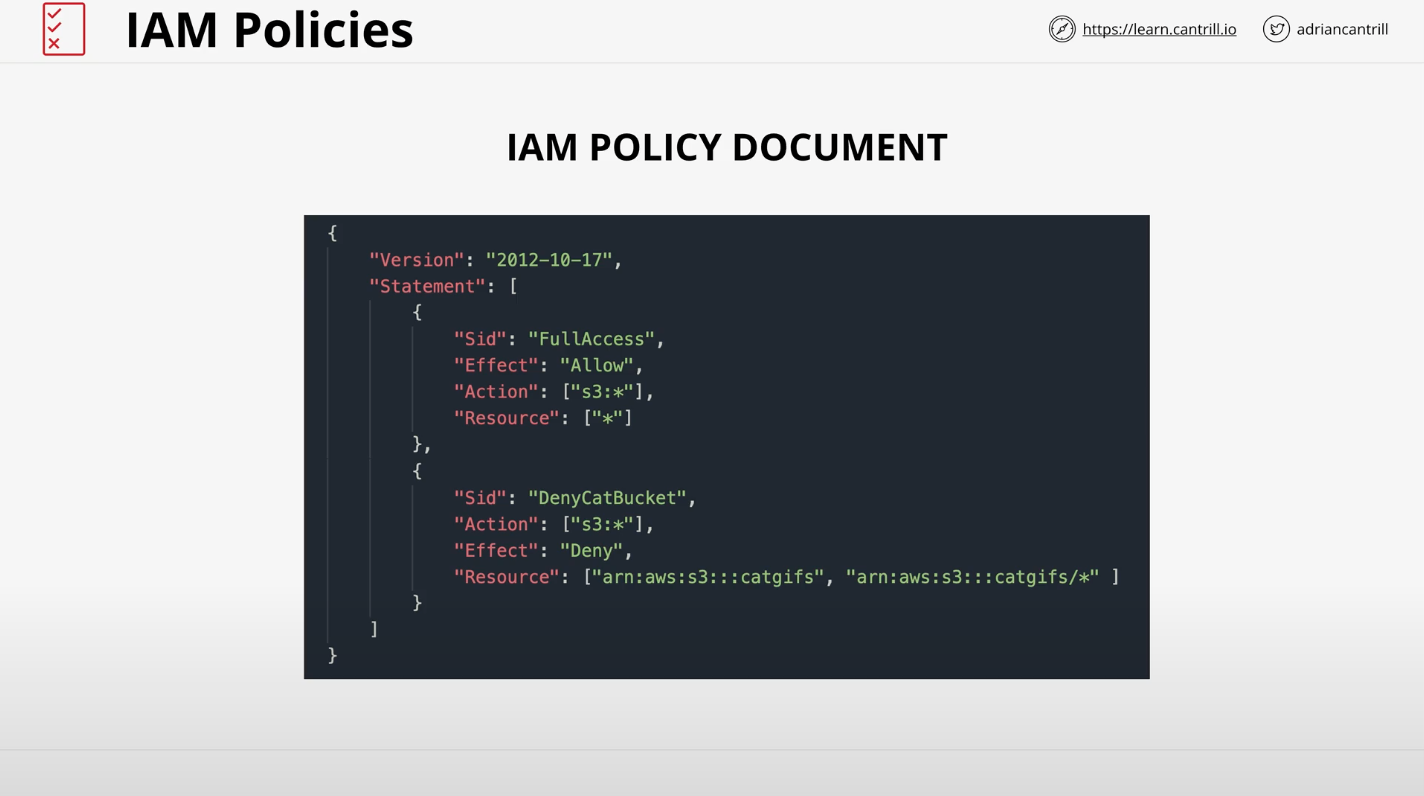 IAM Policies
https://learn.cantrill.io
adriancantrill
IAM POLICY DOCUMENT
{
    "Version": "2012-10-17",
    "Statement": [
        {
            "Sid": "FullAccess",
            "Effect": "Allow",
            "Action": ["s3:*"],
            "Resource": ["*"]
        },
        {
            "Sid": "DenyCatBucket",
            "Action": ["s3:*"],
            "Effect": "Deny",
            "Resource": ["arn:aws:s3:::catgifs", "arn:aws:s3:::catgifs/*" ]
        }
    ]
}